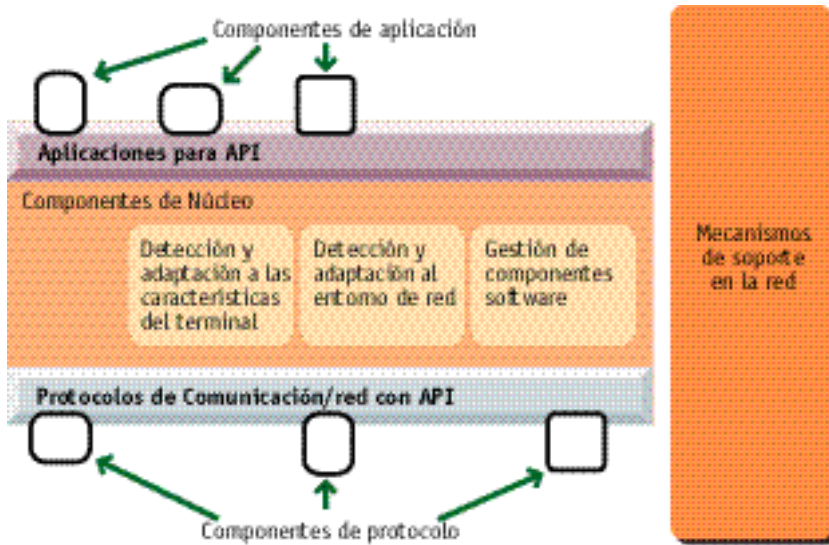 Componentes de aplicación
Aplicaciones para API
Componentes de Núcleo
Detección y
adaptación a las
características
del terminal
Detección y
adaptación al
entorno de red
Gestión de
componentes
software
Protocolos de Comunicación/red con API
Componentes de protocolo
Mecanismos
de soporte
en la red